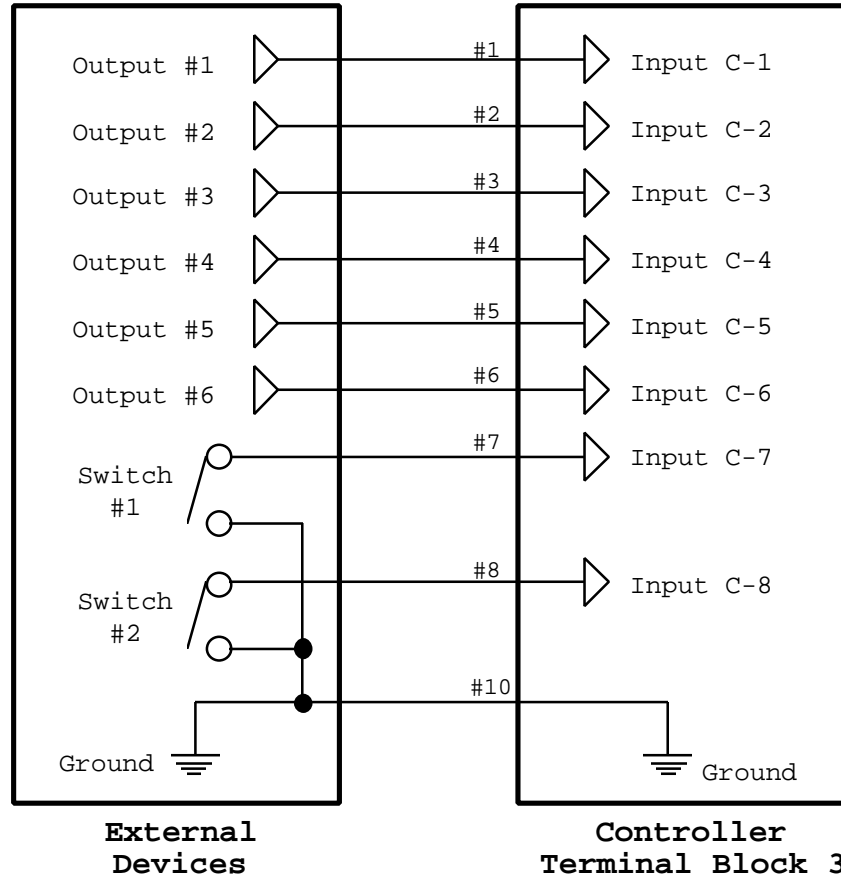 Output #1 #1 Input C-1
Output #2 #2 Input C-2
Output #3 #3 Input C-3
Output #4 #4 Input C-4
Output #5 #5 Input C-5
Output #6 #6 Input C-6
#7 Input C-7
Switch
#1
#8 Input C-8
Switch
#2
#10
Ground Ground
External
Devices
Controller
Terminal Block 3